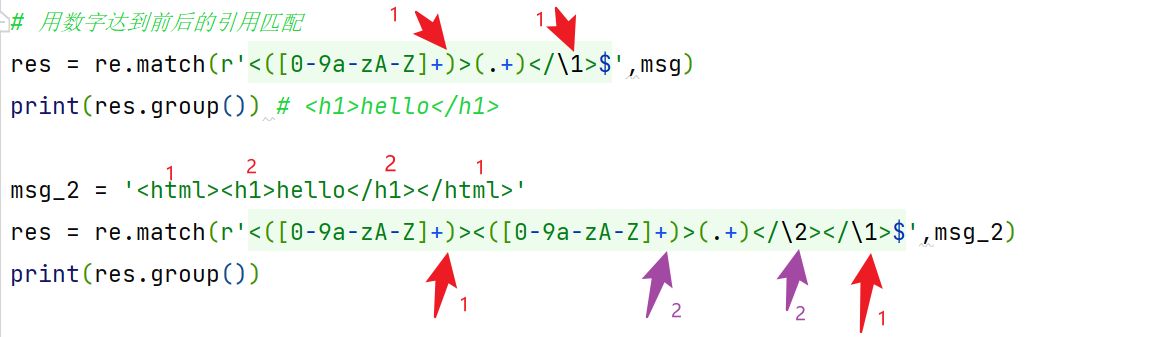 # 用数字达到前后的引用匹配
1 1
res = re.match(r'<([0-9a-zA-Z]+)>(.+)</\1>$',msg)
print(res.group()) # <h1>hello</h1>
1 2 2 1
msg_2 = '<html><h1>hello</h1></html>'
res = re.match(r'<([0-9a-zA-Z]+)><([0-9a-zA-Z]+)>(.+)</\2></\1>$',msg_2)
print(res.group())
1 2 2 1